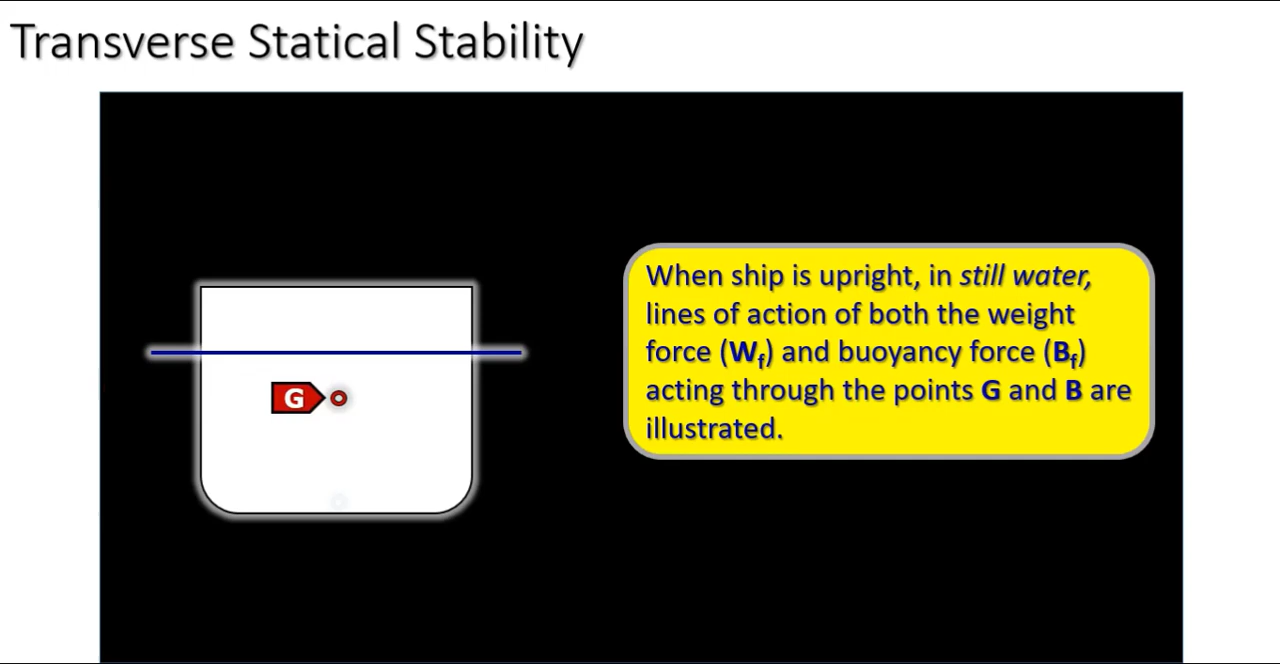 Transverse Statical Stability
When ship is upright, in still water,
lines of action of both the weight
force (Wf) and buoyancy force (Bf)
acting through the points G and B are
illustrated.
G